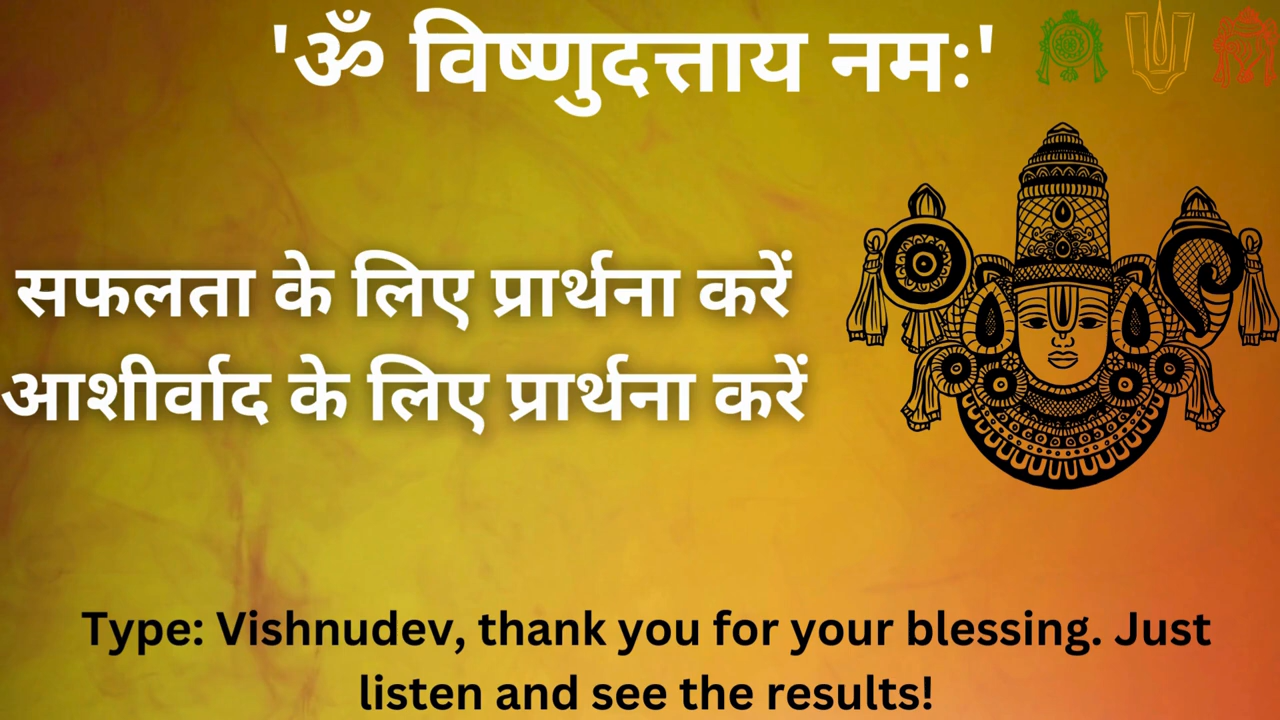 'ॐ विष्णुदत्ताय नमः'
सफलता के लिए प्रार्थना करें
आशीर्वाद के लिए प्रार्थना करें
Type: Vishnudev, thank you for your blessing. Just
listen and see the results!